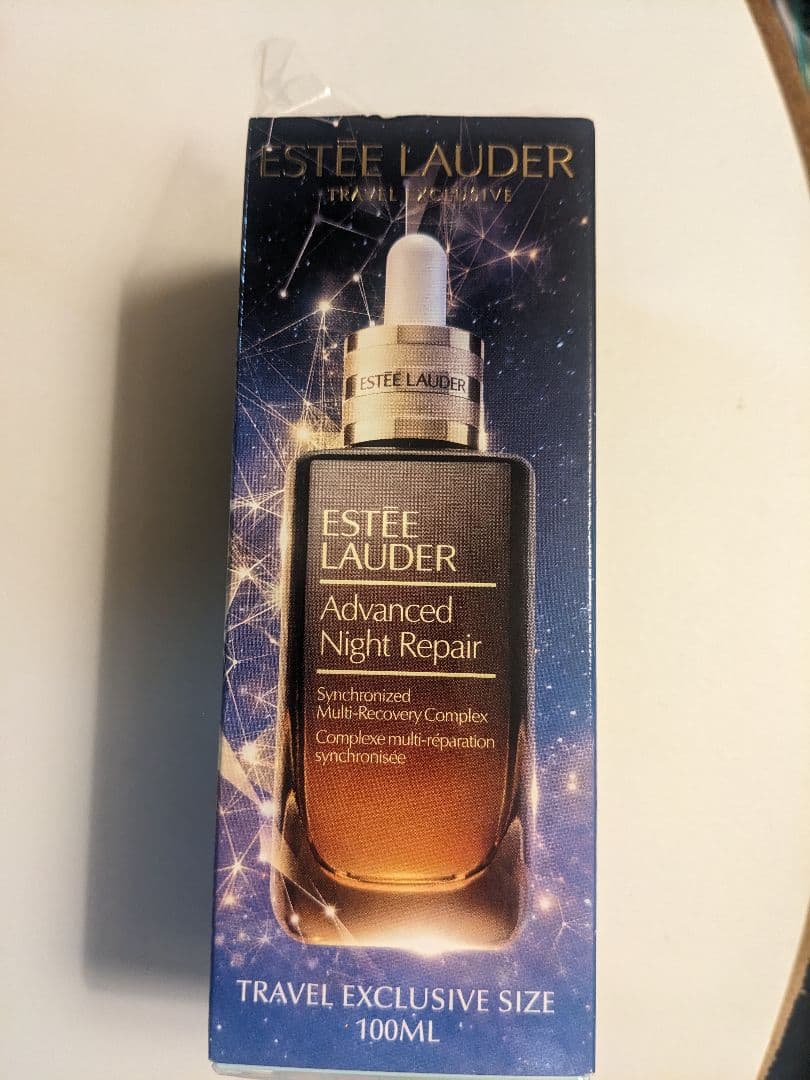 ESTĒE LAUDER
TRAVEL EXCLUSIVE
ESTĒE LAUDER
ESTĒE
LAUDER
Advanced
Night Repair
Synchronized
Multi-Recovery Complex
Complexe multi-réparation
synchronisée
TRAVEL EXCLUSIVE SIZE
100ML